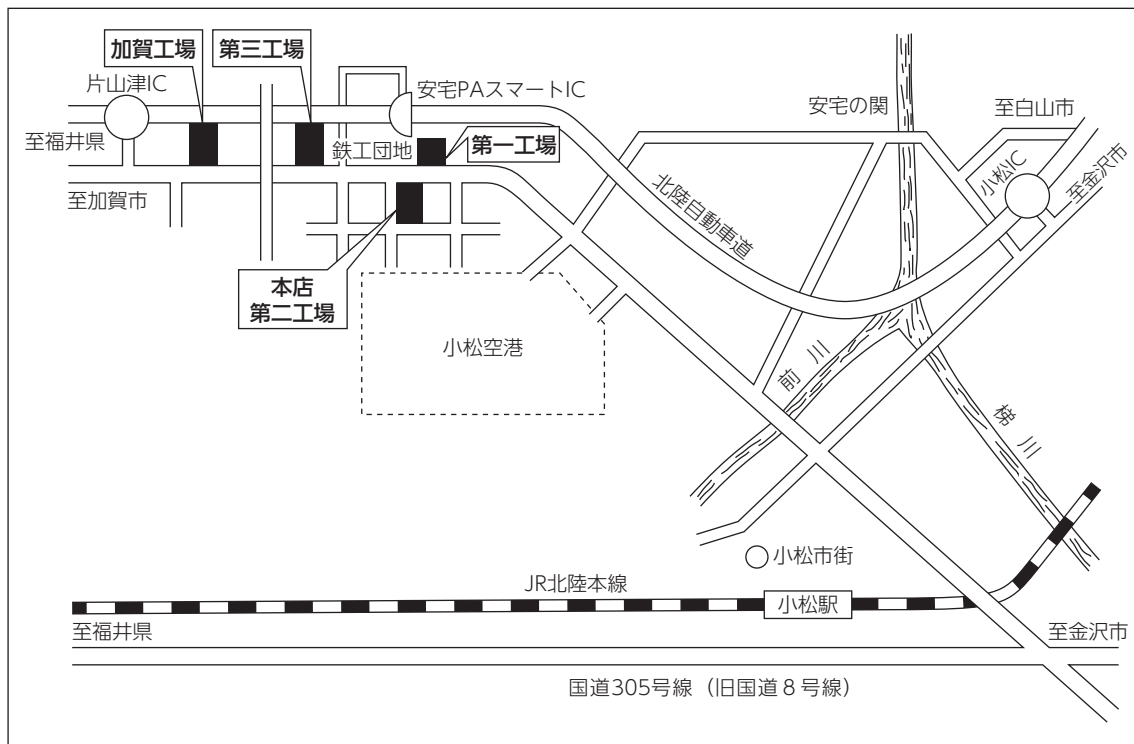 加賀工場
第三工場
片山津IC
安宅PAスマートIC
安宅の関
至白山市
至福井県
鉄工団地
第一工場
小松IC
至金沢市
至加賀市
北陸自動車道
本店
第二工場
小松空港
前川
梯川
小松市街
JR北陸本線
小松駅
至福井県
至金沢市
国道305号線（旧国道8号線）